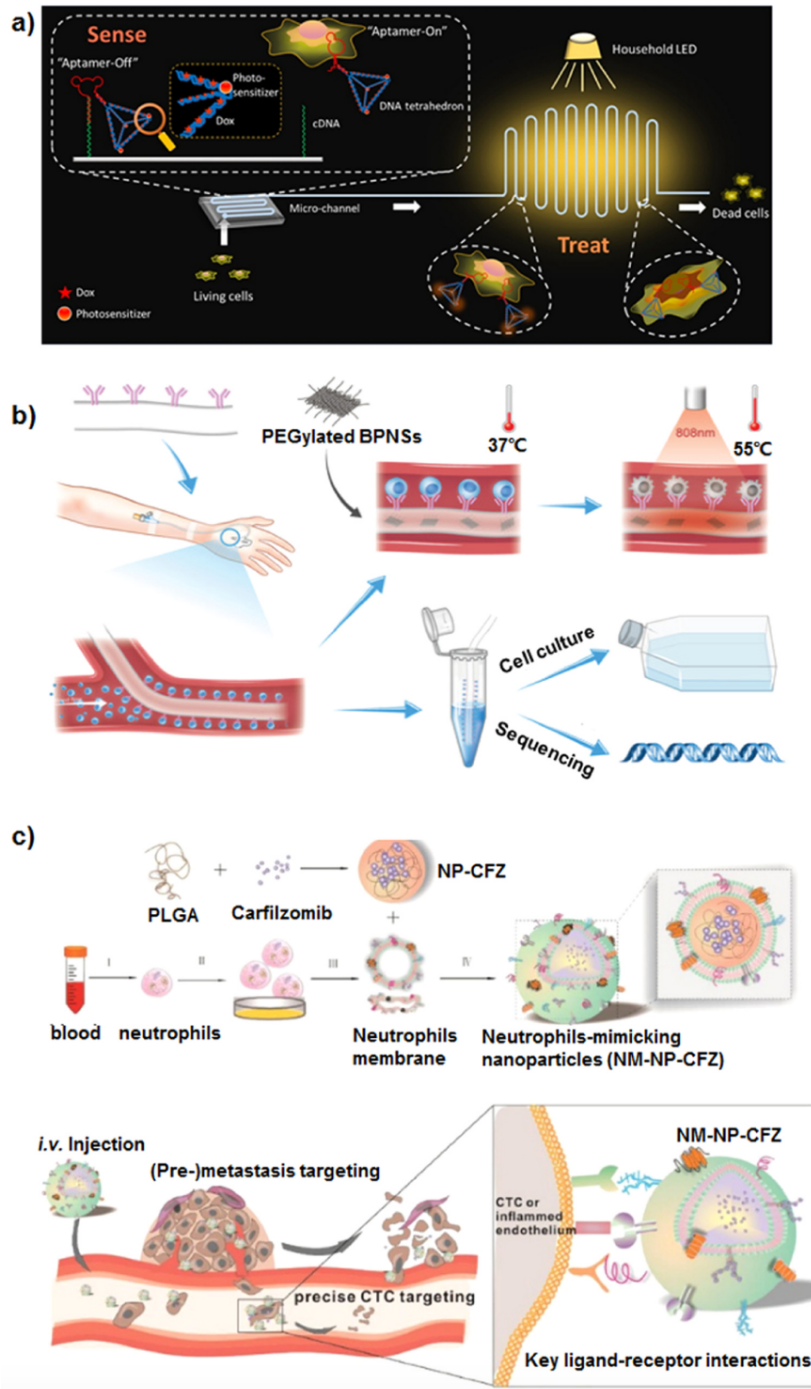 a)
Sense
"Aptamer-Off"
Photo-
sensitizer
Dox
"Aptamer-On"
DNA tetrahedron
cDNA
Household LED
Micro-channel
Treat
Dead cells
Living cells
Dox
Photosensitizer
b)
PEGylated BPNSs
37℃
808nm
55℃
Cell culture
Sequencing
c)
PLGA
+
Carfilzomib
NP-CFZ
+
I
II
III
IV
blood
neutrophils
Neutrophils
membrane
Neutrophils-mimicking
nanoparticles (NM-NP-CFZ)
i.v. Injection
(Pre-)metastasis targeting
precise CTC targeting
NM-NP-CFZ
CTC or
inflammed
endothelium
Key ligand-receptor interactions